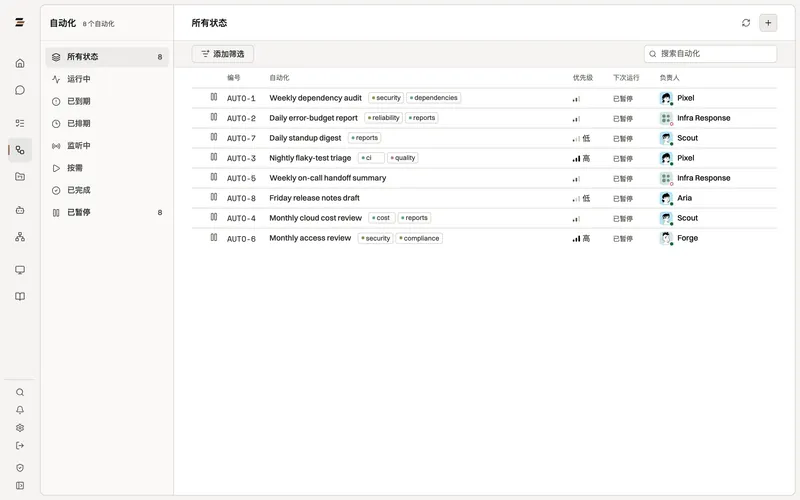 自动化 8 个自动化
所有状态 8
运行中
已到期
已排期
监听中
按需
已完成
已暂停 8
所有状态
添加筛选
搜索自动化
编号 自动化 优先级 下次运行 负责人
AUTO-1 Weekly dependency audit security dependencies 已暂停 Pixel
AUTO-2 Daily error-budget report reliability reports 已暂停 Infra Response
AUTO-7 Daily standup digest reports 低 已暂停 Scout
AUTO-3 Nightly flaky-test triage ci quality 高 已暂停 Pixel
AUTO-5 Weekly on-call handoff summary 已暂停 Infra Response
AUTO-8 Friday release notes draft 低 已暂停 Aria
AUTO-4 Monthly cloud cost review cost reports 已暂停 Scout
AUTO-6 Monthly access review security compliance 高 已暂停 Forge